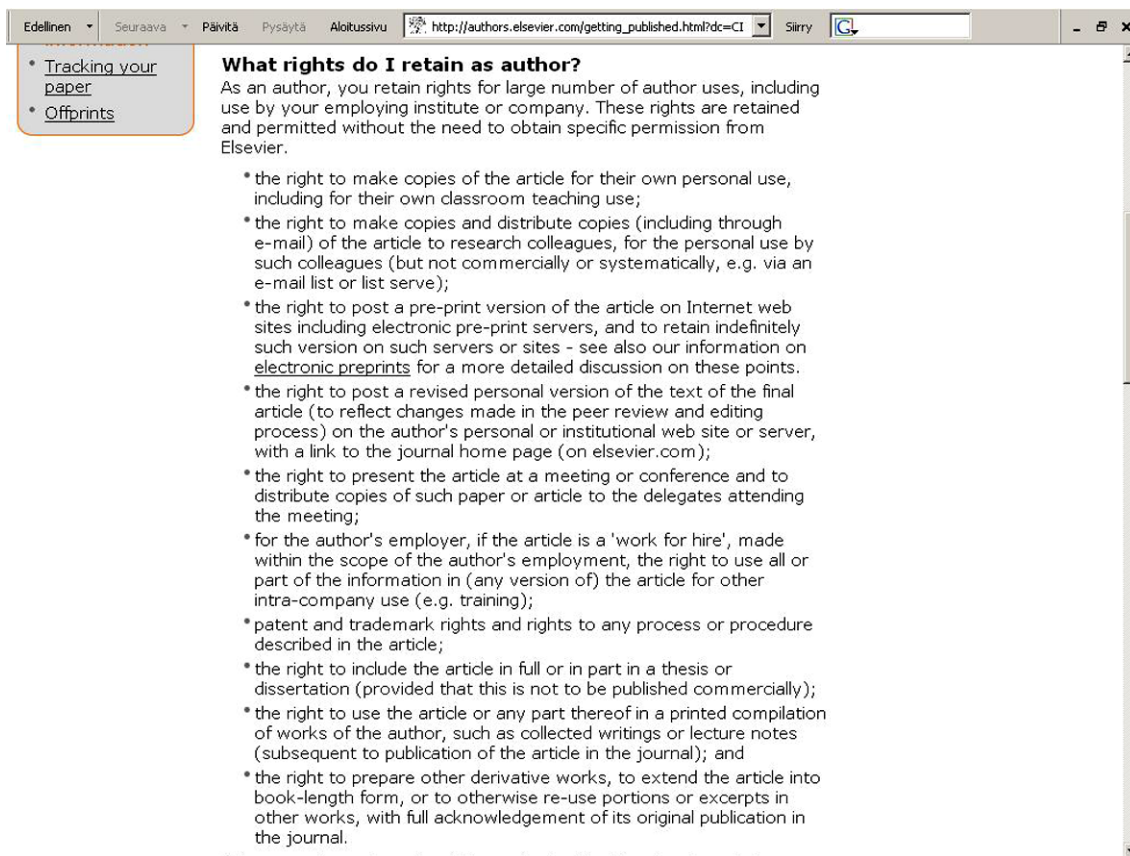 Edellinen Seuraava Päivitä Pysäytä Aloitussivu http://authors.elsevier.com/getting_published.html?dc=CI Siirry G
Tracking your
paper
Offprints
What rights do I retain as author?
As an author, you retain rights for large number of author uses, including
use by your employing institute or company. These rights are retained
and permitted without the need to obtain specific permission from
Elsevier.
• the right to make copies of the article for their own personal use,
including for their own classroom teaching use;
• the right to make copies and distribute copies (including through
e-mail) of the article to research colleagues, for the personal use by
such colleagues (but not commercially or systematically, e.g. via an
e-mail list or list serve);
• the right to post a pre-print version of the article on Internet web
sites including electronic pre-print servers, and to retain indefinitely
such version on such servers or sites - see also our information on
electronic preprints for a more detailed discussion on these points.
• the right to post a revised personal version of the text of the final
article (to reflect changes made in the peer review and editing
process) on the author's personal or institutional web site or server,
with a link to the journal home page (on elsevier.com);
• the right to present the article at a meeting or conference and to
distribute copies of such paper or article to the delegates attending
the meeting;
• for the author's employer, if the article is a 'work for hire', made
within the scope of the author's employment, the right to use all or
part of the information in (any version of) the article for other
intra-company use (e.g. training);
• patent and trademark rights and rights to any process or procedure
described in the article;
• the right to include the article in full or in part in a thesis or
dissertation (provided that this is not to be published commercially);
• the right to use the article or any part thereof in a printed compilation
of works of the author, such as collected writings or lecture notes
(subsequent to publication of the article in the journal); and
• the right to prepare other derivative works, to extend the article into
book-length form, or to otherwise re-use portions or excerpts in
other works, with full acknowledgement of its original publication in
the journal.